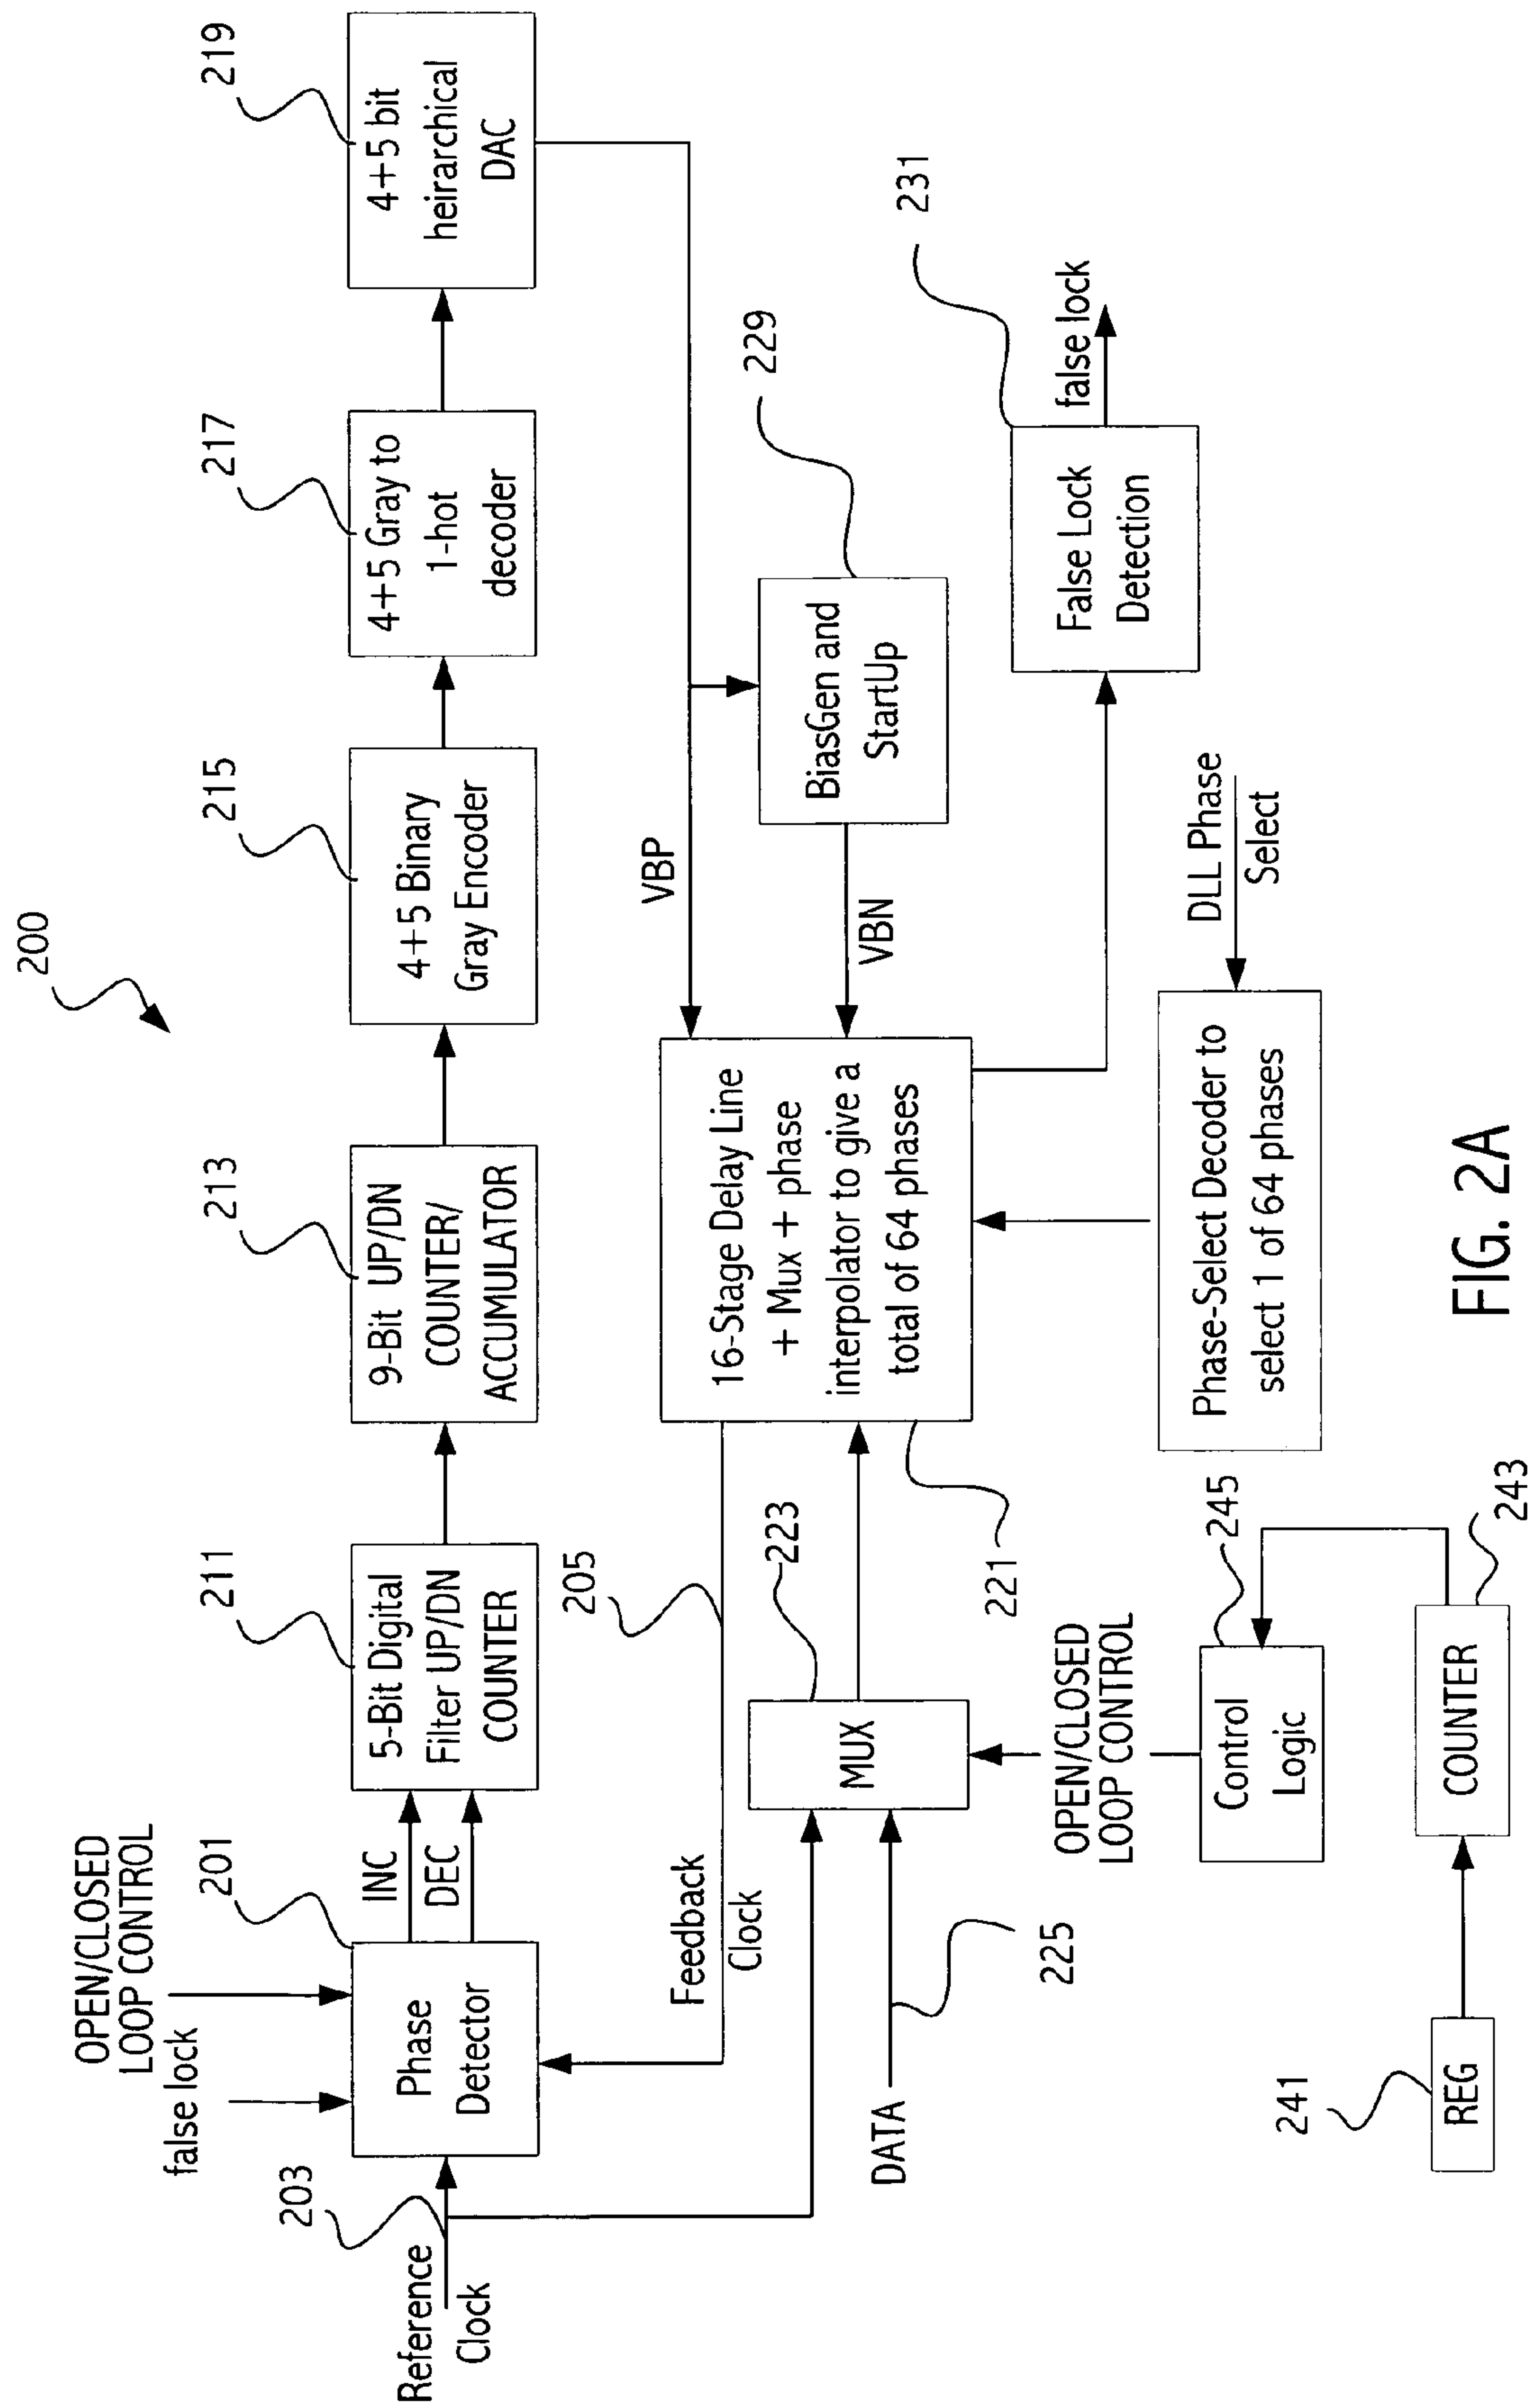 200
OPEN/CLOSED
LOOP CONTROL
false lock
201
211
213
215
217
219
203
Reference
Clock
Phase
Detector
INC
DEC
5-Bit Digital
Filter UP/DN
COUNTER
9-Bit UP/DN
COUNTER/
ACCUMULATOR
4+5 Binary
Gray Encoder
4+5 Gray to
1-hot
decoder
4+5 bit
heirarchical
DAC
205
Feedback
Clock
VBP
223
MUX
16-Stage Delay Line
+ Mux + phase
interpolator to give a
total of 64 phases
VBN
BiasGen and
StartUp
229
DATA
225
221
231
False Lock
Detection
false lock
OPEN/CLOSED
LOOP CONTROL
245
Control
Logic
Phase-Select Decoder to
select 1 of 64 phases
DLL Phase
Select
241
REG
COUNTER
243
FIG. 2A